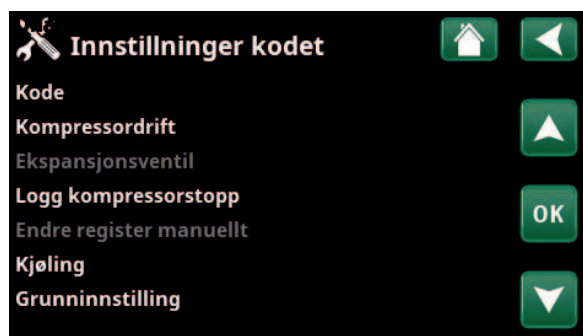 Innstillninger kodet
Kode
Kompressordrift
Ekspansjonsventil
Logg kompressorstopp
OK
Endre register manuellt
Kjøling
Grunninnstilling